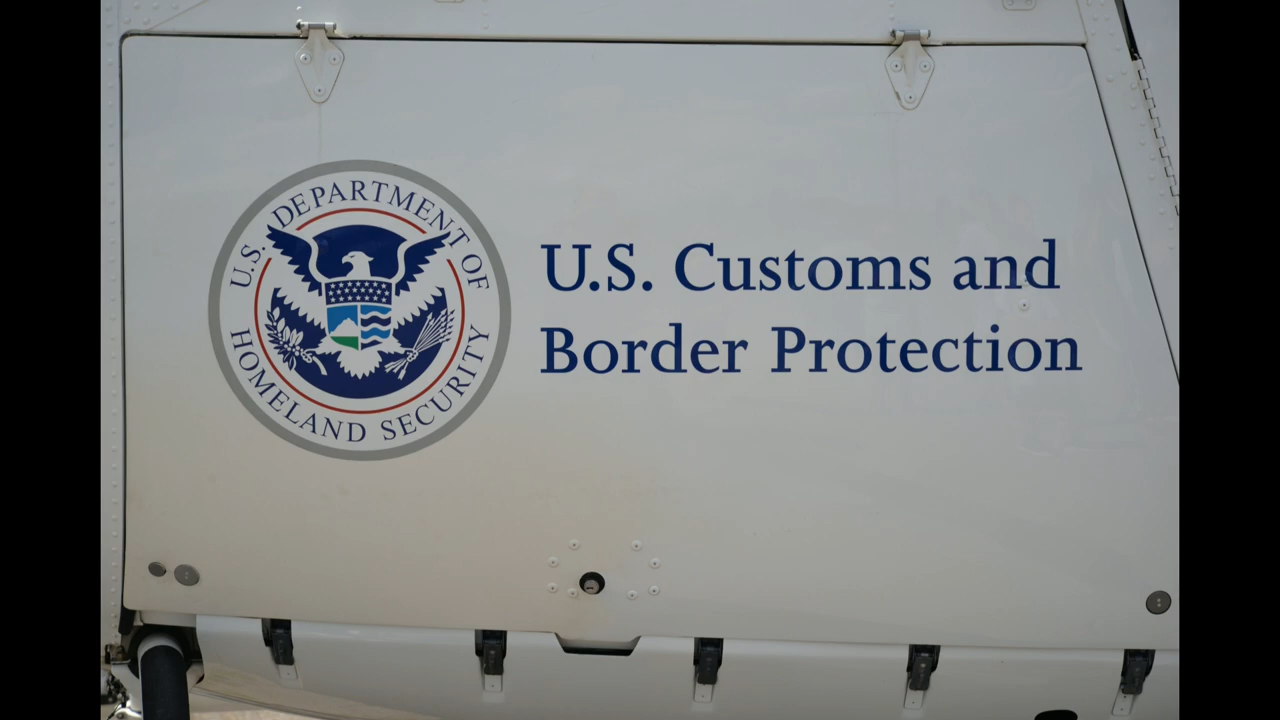 U.S. DEPARTMENT OF
HOMELAND SECURITY
U.S. Customs and
Border Protection